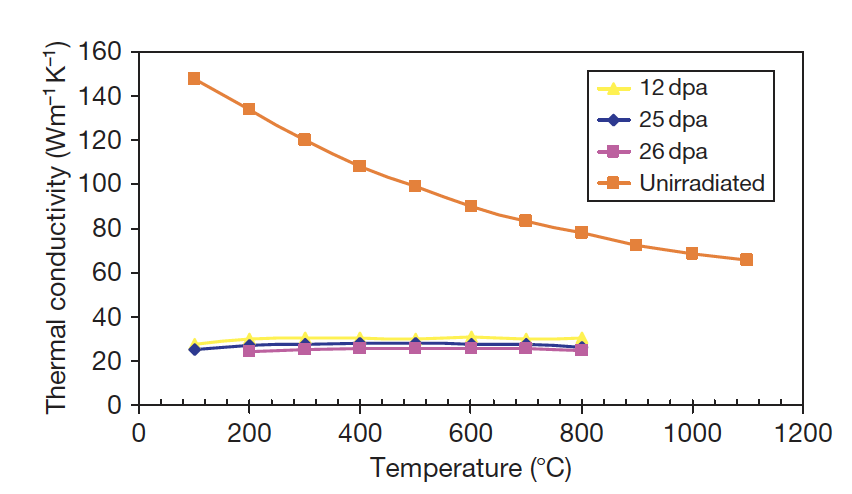 Thermal conductivity (Wm⁻¹ K⁻¹)
160
140
120
100
80
60
40
20
0
12 dpa
25 dpa
26 dpa
Unirradiated
0 200 400 600 800 1000 1200
Temperature (°C)